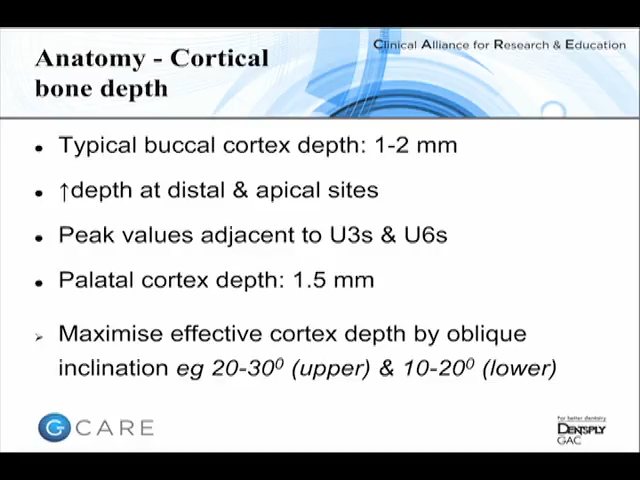 Clinical Alliance for Research & Education
Anatomy - Cortical
bone depth
• Typical buccal cortex depth: 1-2 mm
• ↑depth at distal & apical sites
• Peak values adjacent to U3s & U6s
• Palatal cortex depth: 1.5 mm
➢ Maximise effective cortex depth by oblique
inclination eg 20-30⁰ (upper) & 10-20⁰ (lower)
G CARE
For better dentistry
DENTSPLY
GAC